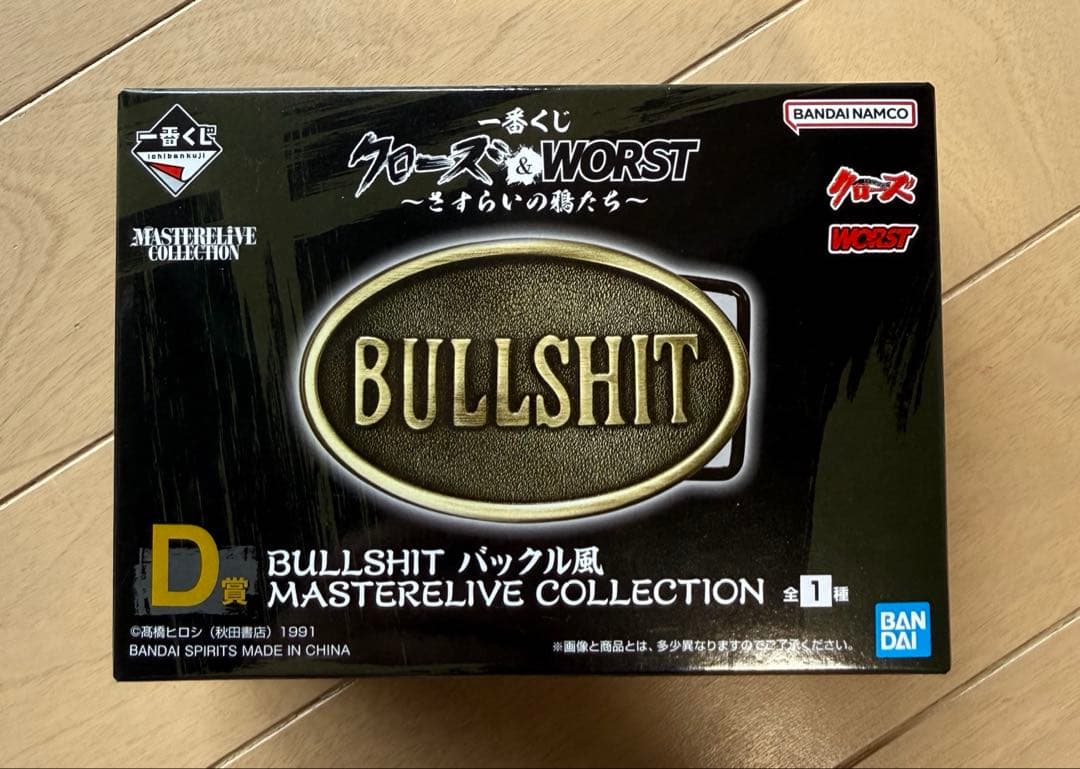 一番くじ
ichibankuji
MASTERELIVE
COLLECTION
一番くじ
クローズ&WORST
～さすらいの鴉たち～
BANDAI NAMCO
クローズ
WORST
BULLSHIT
D賞
BULLSHIT バックル風
MASTERELIVE COLLECTION 全1種
©髙橋ヒロシ（秋田書店）1991
BANDAI SPIRITS MADE IN CHINA
※画像と商品とは、多少異なりますのでご了承ください。
BAN
DAI